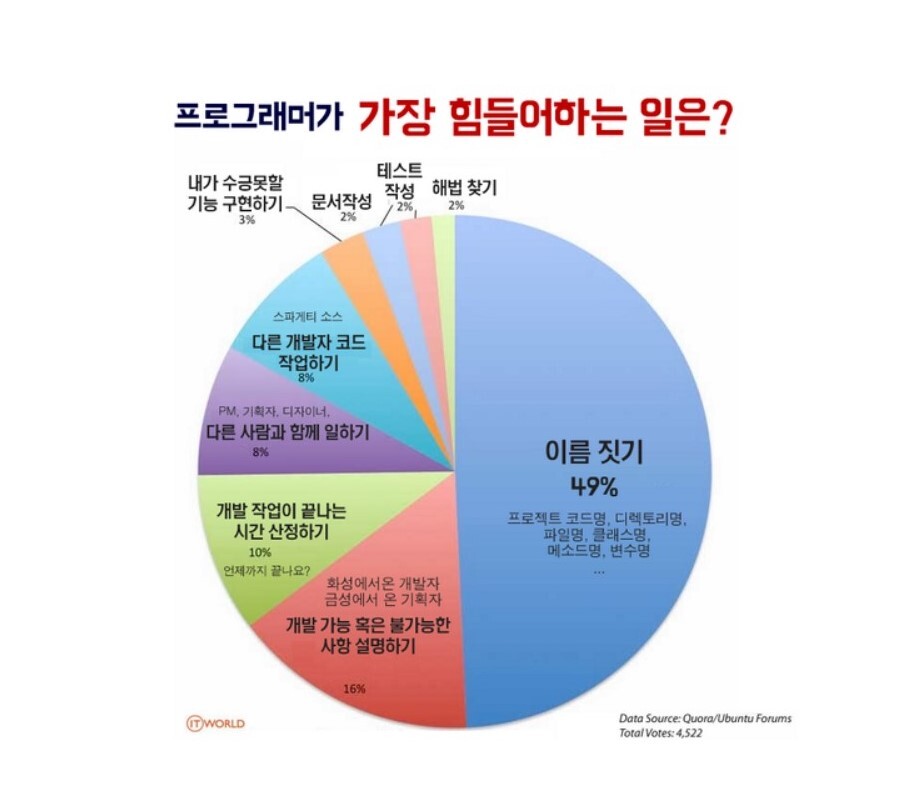 프로그래머가 가장 힘들어하는 일은?
내가 수긍못할
기능 구현하기
3%
문서작성
2%
테스트
작성
2%
해법 찾기
2%
스파게티 소스
다른 개발자 코드
작업하기
8%
PM, 기획자, 디자이너,
다른 사람과 함께 일하기
8%
개발 작업이 끝나는
시간 산정하기
10%
언제까지 끝나요?
화성에서온 개발자
금성에서 온 기획자
개발 가능 혹은 불가능한
사항 설명하기
16%
이름 짓기
49%
프로젝트 코드명, 디렉토리명,
파일명, 클래스명,
메소드명, 변수명
...
ITWORLD
Data Source: Quora/Ubuntu Forums
Total Votes: 4,522